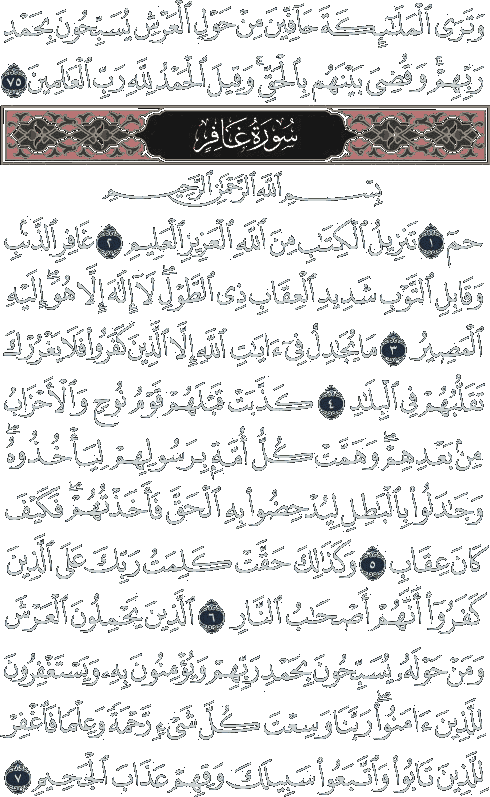 وَتَرَى ٱلْمَلَـٰٓئِكَةَ حَآفِّينَ مِنْ حَوْلِ ٱلْعَرْشِ يُسَبِّحُونَ بِحَمْدِ
رَبِّهِمْ ۖ وَقُضِىَ بَيْنَهُم بِٱلْحَقِّ وَقِيلَ ٱلْحَمْدُ لِلَّهِ رَبِّ ٱلْعَـٰلَمِينَ ٧٥
سُورَةُ غَافِرٍ
بِسْمِ ٱللَّهِ ٱلرَّحْمَـٰنِ ٱلرَّحِيمِ
حمٓ ١ تَنزِيلُ ٱلْكِتَـٰبِ مِنَ ٱللَّهِ ٱلْعَزِيزِ ٱلْعَلِيمِ ٢ غَافِرِ ٱلذَّنۢبِ
وَقَابِلِ ٱلتَّوْبِ شَدِيدِ ٱلْعِقَابِ ذِى ٱلطَّوْلِ ۖ لَآ إِلَـٰهَ إِلَّا هُوَ ۖ إِلَيْهِ
ٱلْمَصِيرُ ٣ مَا يُجَـٰدِلُ فِىٓ ءَايَـٰتِ ٱللَّهِ إِلَّا ٱلَّذِينَ كَفَرُوا۟ فَلَا يَغْرُرْكَ
تَقَلُّبُهُمْ فِى ٱلْبِلَـٰدِ ٤ كَذَّبَتْ قَبْلَهُمْ قَوْمُ نُوحٍ وَٱلْأَحْزَابُ
مِنۢ بَعْدِهِمْ ۖ وَهَمَّتْ كُلُّ أُمَّةٍۭ بِرَسُولِهِمْ لِيَأْخُذُوهُ ۖ
وَجَـٰدَلُوا۟ بِٱلْبَـٰطِلِ لِيُدْحِضُوا۟ بِهِ ٱلْحَقَّ فَأَخَذْتُهُمْ ۖ فَكَيْفَ
كَانَ عِقَابِ ٥ وَكَذَٰلِكَ حَقَّتْ كَلِمَتُ رَبِّكَ عَلَى ٱلَّذِينَ
كَفَرُوٓا۟ أَنَّهُمْ أَصْحَـٰبُ ٱلنَّارِ ٦ ٱلَّذِينَ يَحْمِلُونَ ٱلْعَرْشَ
وَمَنْ حَوْلَهُۥ يُسَبِّحُونَ بِحَمْدِ رَبِّهِمْ وَيُؤْمِنُونَ بِهِۦ وَيَسْتَغْفِرُونَ
لِلَّذِينَ ءَامَنُوا۟ رَبَّنَا وَسِعْتَ كُلَّ شَىْءٍ رَّحْمَةً وَعِلْمًا فَٱغْفِرْ
لِلَّذِينَ تَابُوا۟ وَٱتَّبَعُوا۟ سَبِيلَكَ وَقِهِمْ عَذَابَ ٱلْجَحِيمِ ٧